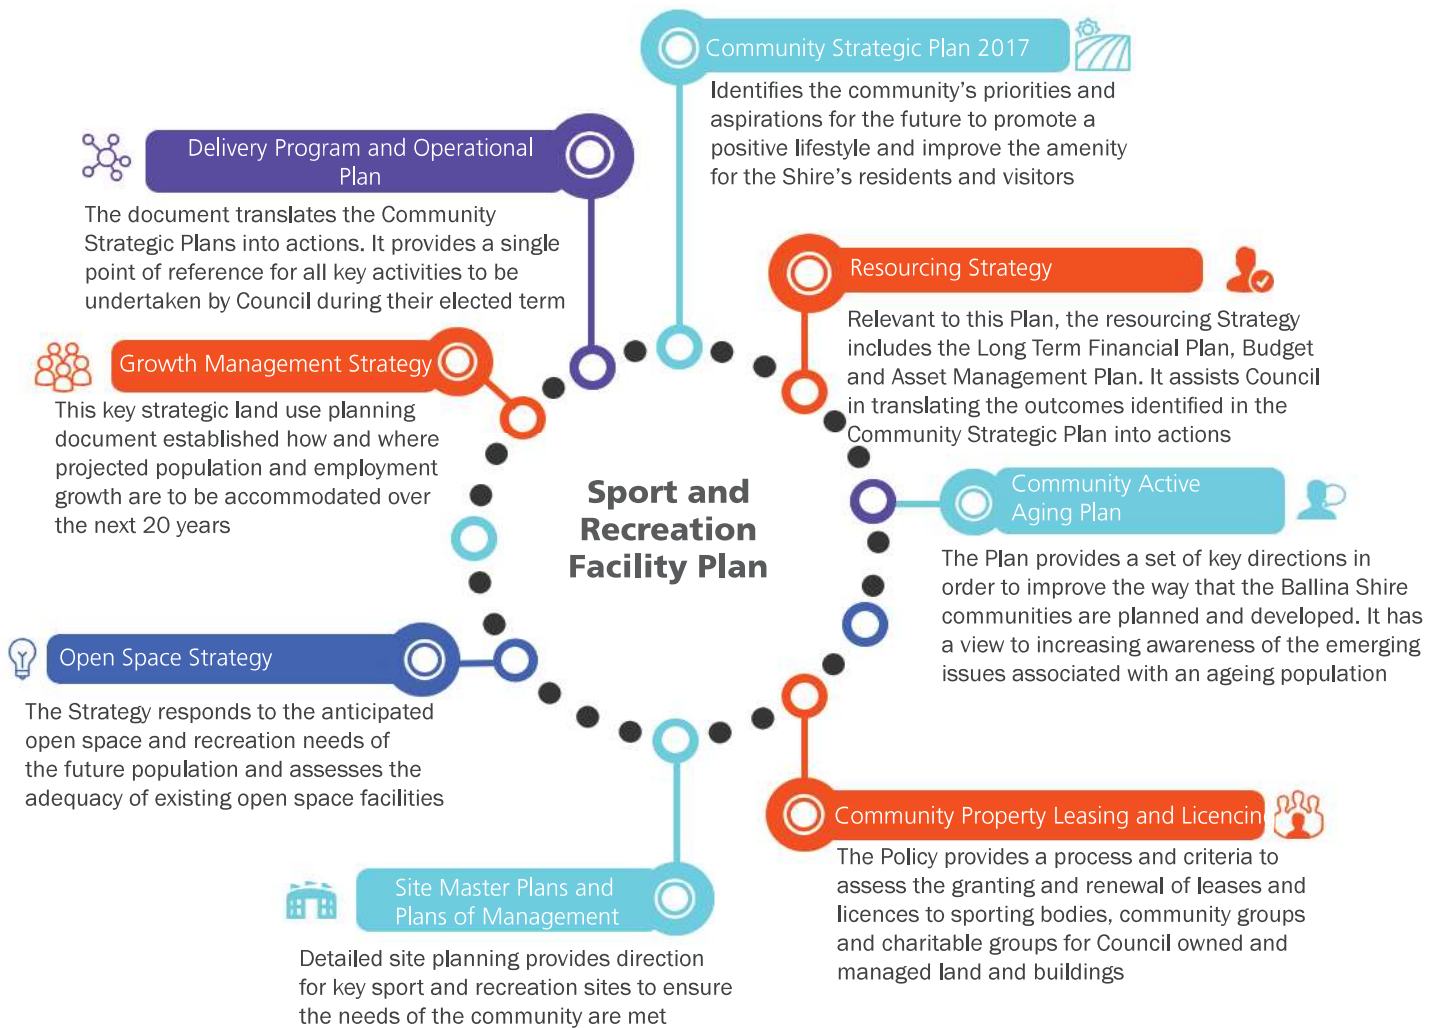 Community Strategic Plan 2017
Identifies the community's priorities and
aspirations for the future to promote a
positive lifestyle and improve the amenity
for the Shire's residents and visitors
Delivery Program and Operational
Plan
The document translates the Community
Strategic Plans into actions. It provides a single
point of reference for all key activities to be
undertaken by Council during their elected term
Resourcing Strategy
Relevant to this Plan, the resourcing Strategy
includes the Long Term Financial Plan, Budget
and Asset Management Plan. It assists Council
in translating the outcomes identified in the
Community Strategic Plan into actions
Growth Management Strategy
This key strategic land use planning
document established how and where
projected population and employment
growth are to be accommodated over
the next 20 years
Sport and
Recreation
Facility Plan
Community Active
Aging Plan
The Plan provides a set of key directions in
order to improve the way that the Ballina Shire
communities are planned and developed. It has
a view to increasing awareness of the emerging
issues associated with an ageing population
Open Space Strategy
The Strategy responds to the anticipated
open space and recreation needs of
the future population and assesses the
adequacy of existing open space facilities
Community Property Leasing and Licencin
The Policy provides a process and criteria to
assess the granting and renewal of leases and
licences to sporting bodies, community groups
and charitable groups for Council owned and
managed land and buildings
Site Master Plans and
Plans of Management
Detailed site planning provides direction
for key sport and recreation sites to ensure
the needs of the community are met